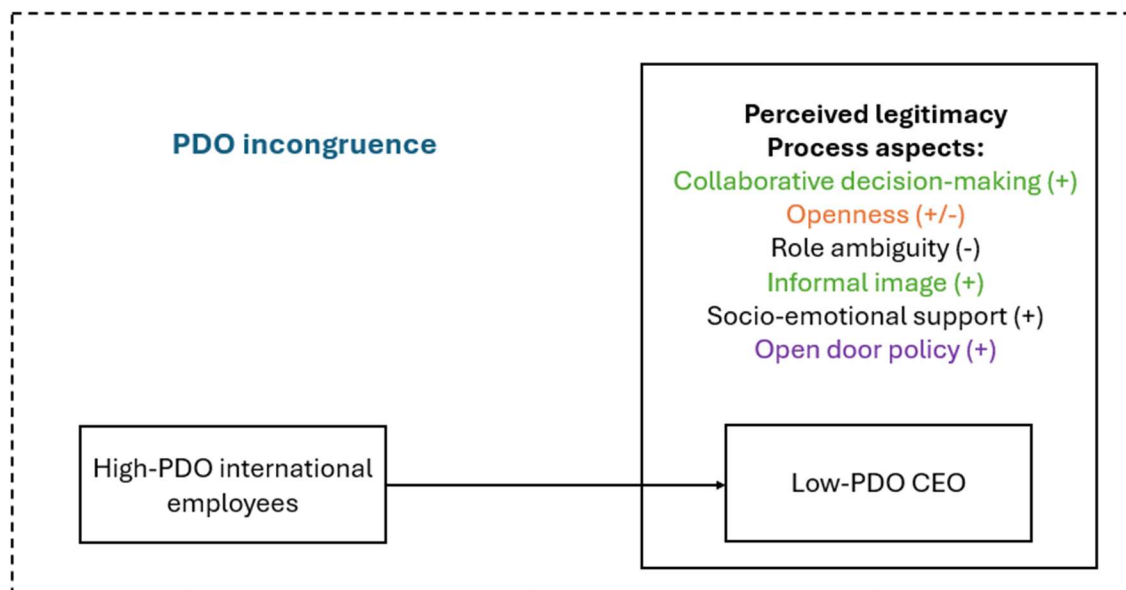 PDO incongruence
Perceived legitimacy
Process aspects:
Collaborative decision-making (+)
Openness (+/-)
Role ambiguity (-)
Informal image (+)
Socio-emotional support (+)
Open door policy (+)
High-PDO international
employees
Low-PDO CEO